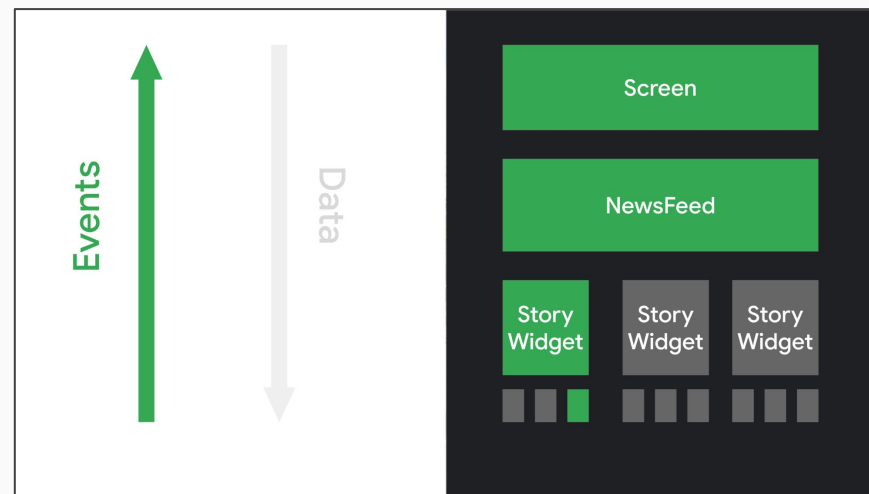 Events
Data
Screen
NewsFeed
Story
Widget
Story
Widget
Story
Widget